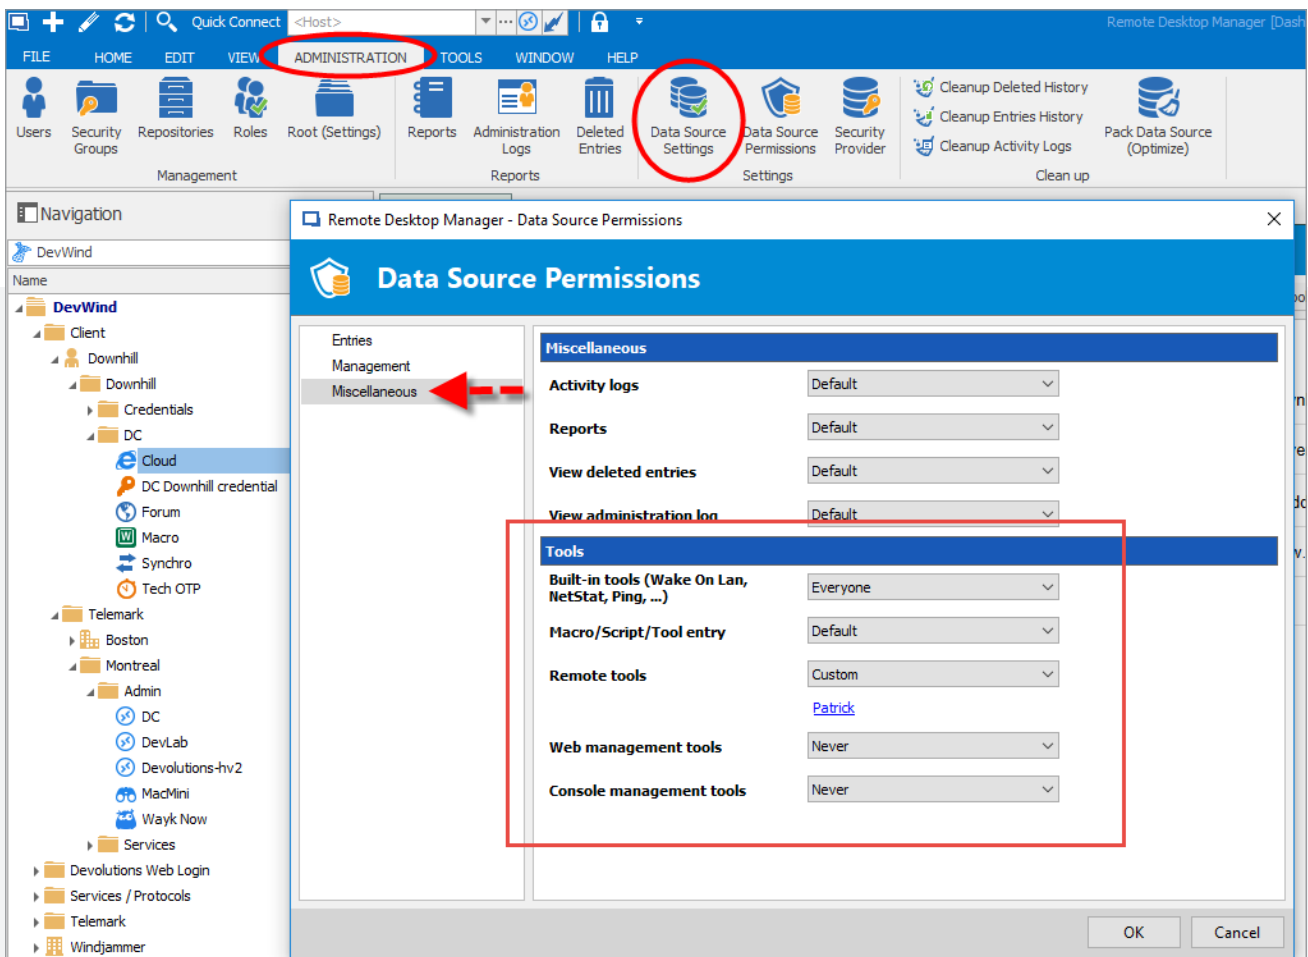 Quick Connect <Host> Remote Desktop Manager [Dash
FILE HOME EDIT VIEW ADMINISTRATION TOOLS WINDOW HELP
Users
Security Groups
Repositories
Roles
Root (Settings)
Management
Reports
Administration Logs
Deleted Entries
Reports
Data Source Settings
Data Source Permissions
Security Provider
Settings
Cleanup Deleted History
Cleanup Entries History
Cleanup Activity Logs
Pack Data Source (Optimize)
Clean up
Navigation
DevWind
Name
DevWind
Client
Downhill
Downhill
Credentials
DC
Cloud
DC Downhill credential
Forum
Macro
Synchro
Tech OTP
Telemark
Boston
Montreal
Admin
DC
DevLab
Devolutions-hv2
MacMini
Wayk Now
Services
Devolutions Web Login
Services / Protocols
Telemark
Windjammer
Remote Desktop Manager - Data Source Permissions
Data Source Permissions
Entries
Management
Miscellaneous
Miscellaneous
Activity logs Default
Reports Default
View deleted entries Default
View administration log Default
Tools
Built-in tools (Wake On Lan,
NetStat, Ping, ...) Everyone
Macro/Script/Tool entry Default
Remote tools Custom
Patrick
Web management tools Never
Console management tools Never
OK Cancel